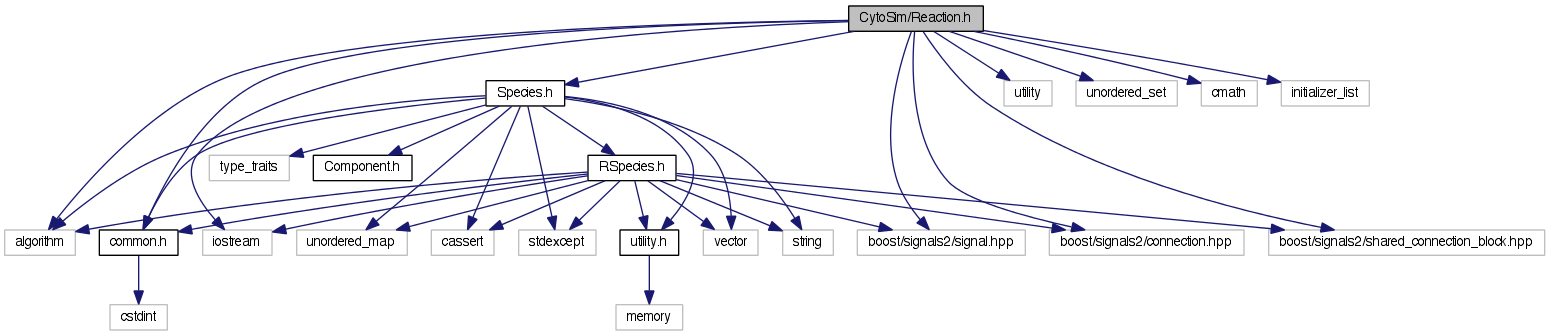 CytoSim/Reaction.h
Species.h
utility
unordered_set
cmath
initializer_list
type_traits
Component.h
RSpecies.h
algorithm
common.h
iostream
unordered_map
cassert
stdexcept
utility.h
vector
string
boost/signals2/signal.hpp
boost/signals2/connection.hpp
boost/signals2/shared_connection_block.hpp
cstdint
memory